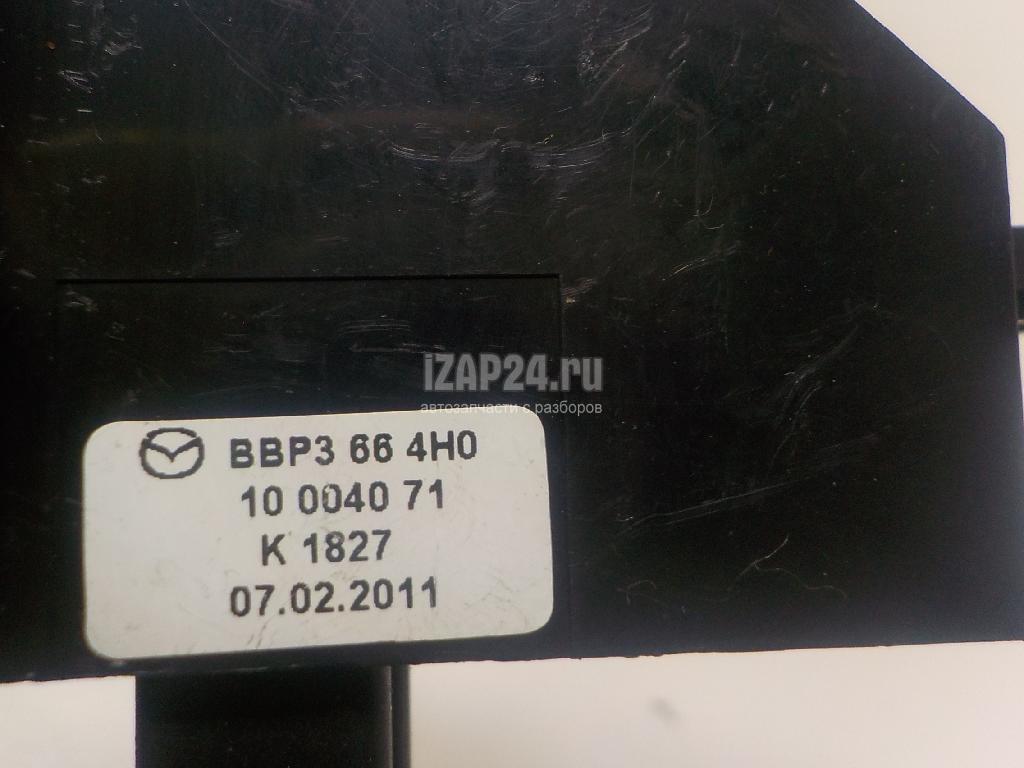 iZAP24.ru
автозапчасти с разборов
BBP3 66 4H0
10 0040 71
K 1827
07.02.2011